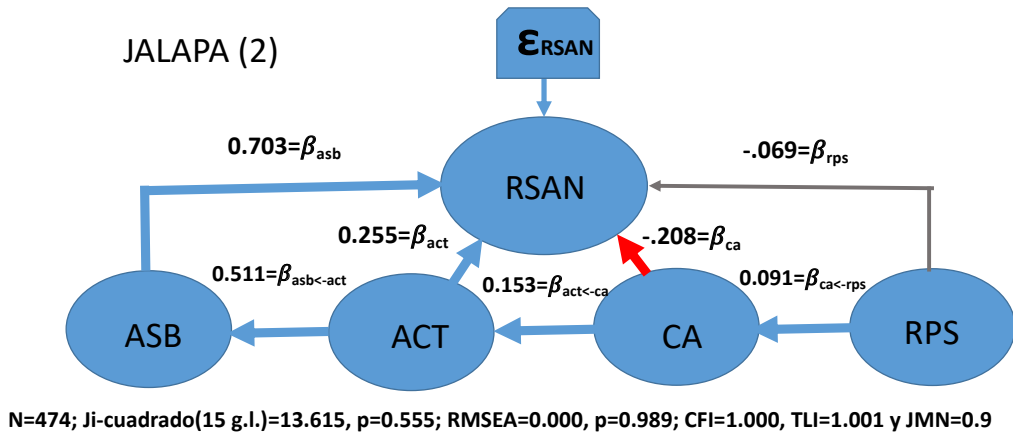 JALAPA (2)
εRSAN
0.703=βasb
-.069=βrps
RSAN
0.255=βact
-.208=βca
0.511=βasb<-act
0.153=βact<-ca
0.091=βca<-rps
ASB
ACT
CA
RPS
N=474; Ji-cuadrado(15 g.l.)=13.615, p=0.555; RMSEA=0.000, p=0.989; CFI=1.000, TLI=1.001 y JMN=0.9